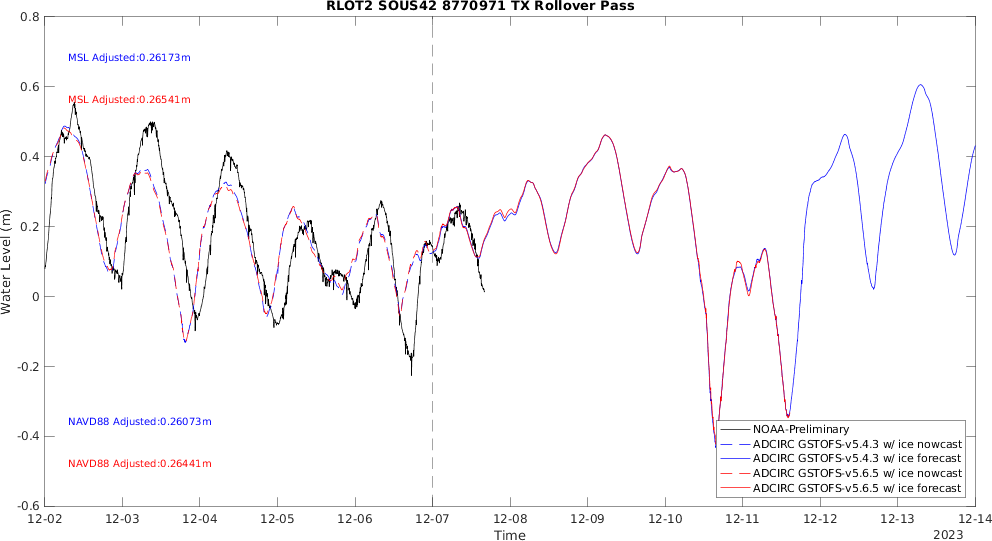 RLOT2 SOUS42 8770971 TX Rollover Pass
MSL Adjusted:0.26173m
MSL Adjusted:0.26541m
NAVD88 Adjusted:0.26073m
NAVD88 Adjusted:0.26441m
Water Level (m)
0.8
0.6
0.4
0.2
0
-0.2
-0.4
-0.6
NOAA-Preliminary
ADCIRC GSTOFS-v5.4.3 w/ ice nowcast
ADCIRC GSTOFS-v5.4.3 w/ ice forecast
ADCIRC GSTOFS-v5.6.5 w/ ice nowcast
ADCIRC GSTOFS-v5.6.5 w/ ice forecast
12-02 12-03 12-04 12-05 12-06 12-07 12-08 12-09 12-10 12-11 12-12 12-13 12-14
Time
2023